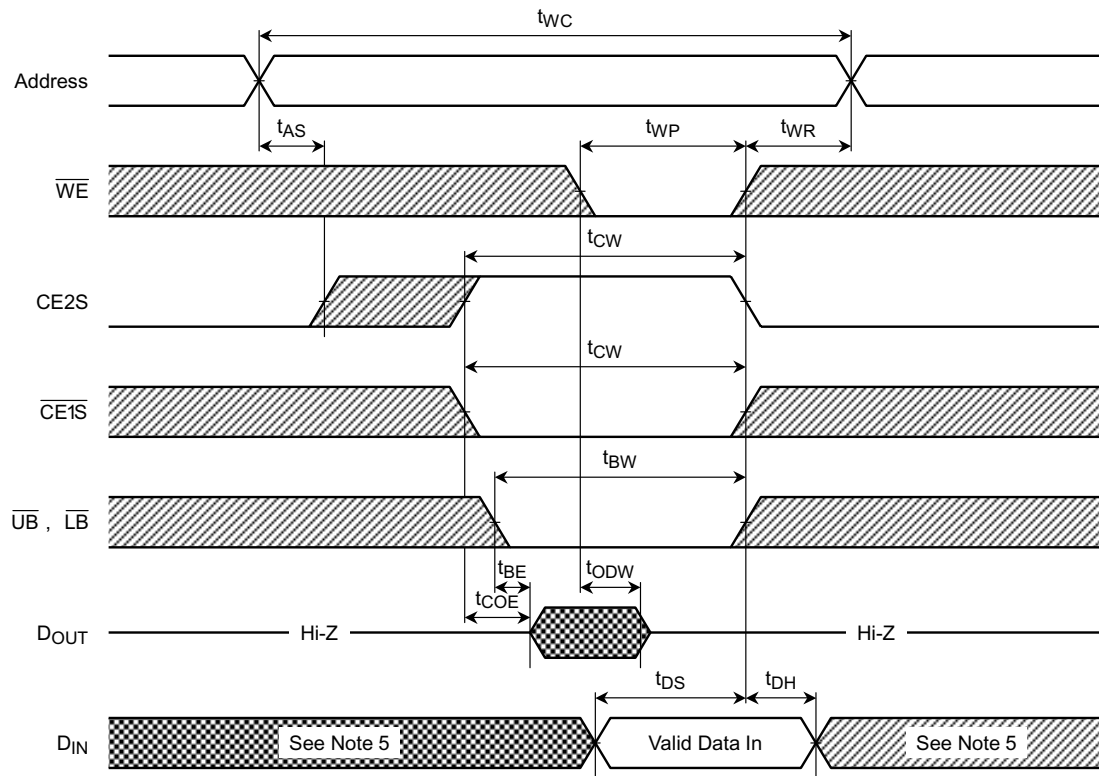 tWC
Address
tAS
tWP
tWR
WE
tCW
CE2S
tCW
CE1S
tBW
UB , LB
tBE
tODW
tCOE
DOUT
Hi-Z
Hi-Z
tDS
tDH
DIN
See Note 5
Valid Data In
See Note 5